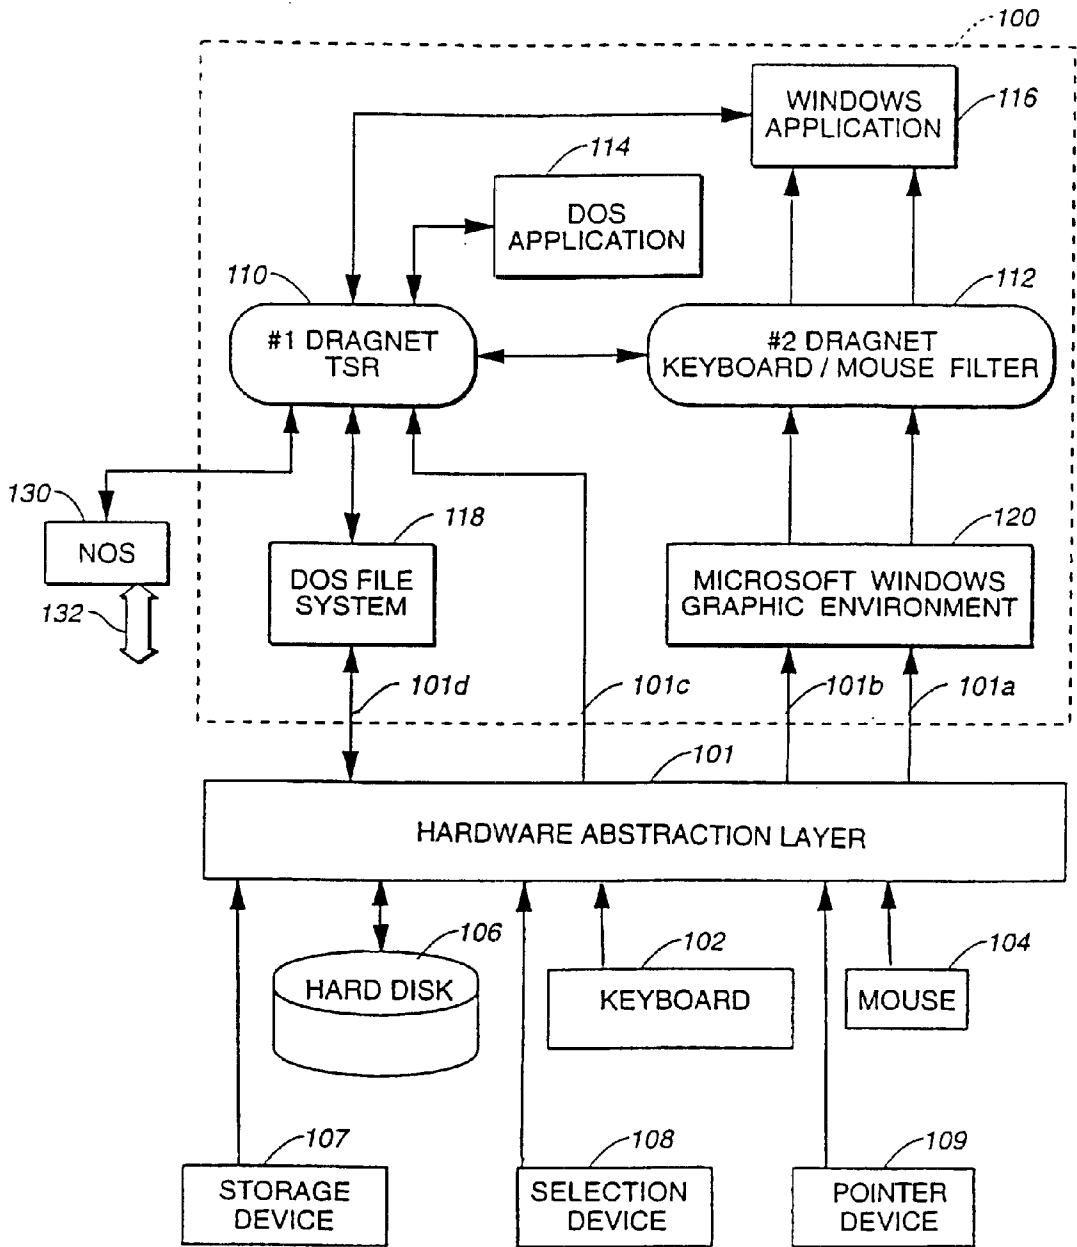 100
WINDOWS
APPLICATION
116
114
DOS
APPLICATION
110
#1 DRAGNET
TSR
112
#2 DRAGNET
KEYBOARD / MOUSE FILTER
130
NOS
132
118
DOS FILE
SYSTEM
120
MICROSOFT WINDOWS
GRAPHIC ENVIRONMENT
101d
101c
101b
101a
101
HARDWARE ABSTRACTION LAYER
106
HARD DISK
102
KEYBOARD
104
MOUSE
107
STORAGE
DEVICE
108
SELECTION
DEVICE
109
POINTER
DEVICE